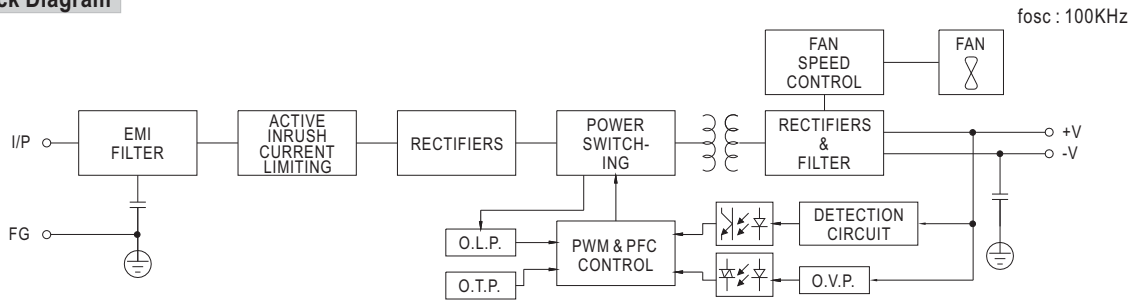 ck Diagram
fosc : 100KHz
FAN
SPEED
CONTROL
FAN
I/P
EMI
FILTER
ACTIVE
INRUSH
CURRENT
LIMITING
RECTIFIERS
POWER
SWITCH-
ING
RECTIFIERS
&
FILTER
+V
-V
FG
O.L.P.
O.T.P.
PWM & PFC
CONTROL
DETECTION
CIRCUIT
O.V.P.